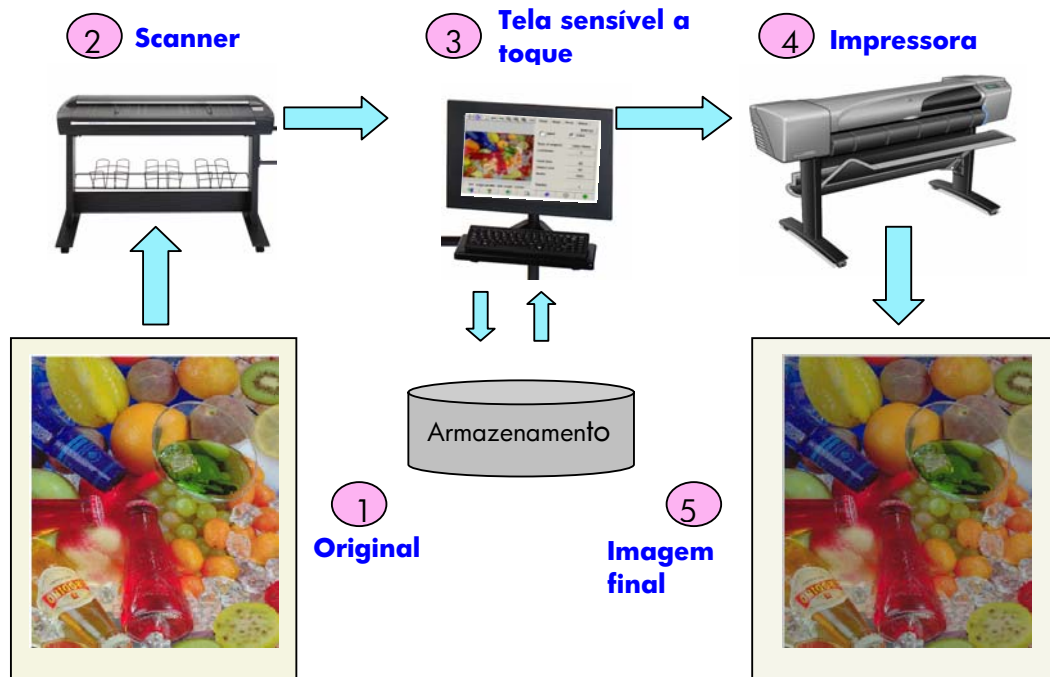 2 Scanner
3 Tela sensível a
toque
4 Impressora
Armazenamento
1
Original
5
Imagem
final